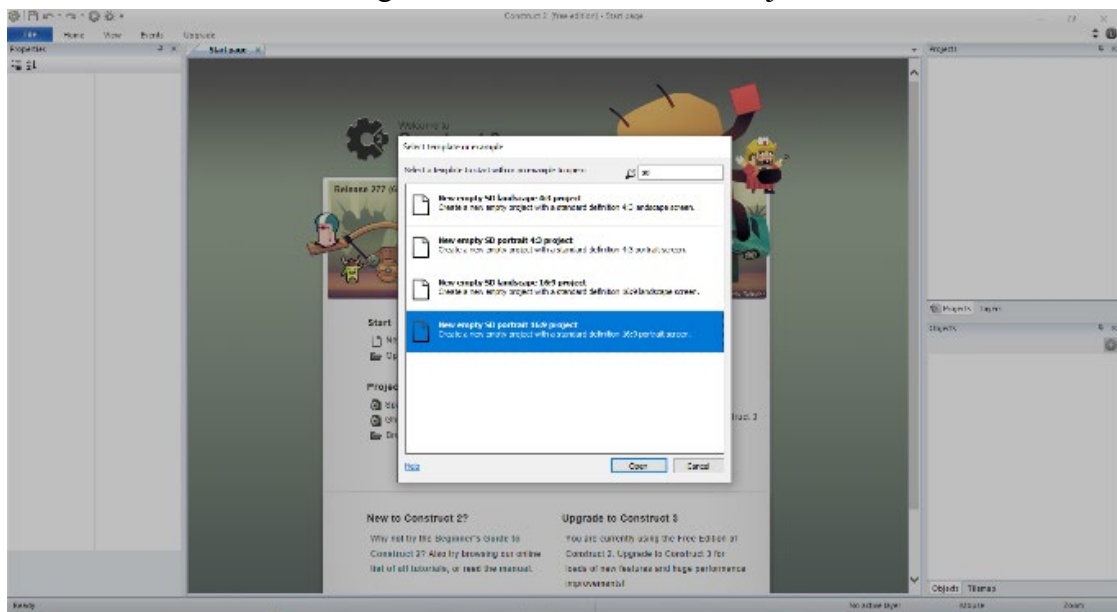 Construct 2 (free edition) - Start page
File Home View Events Upgrade
Properties
Start page
Projects
Welcome to
Select template or example
Select a template to start with or an example to open:
New empty SD landscape 4:3 project
Create a new empty project with a standard definition 4:3 landscape screen.
Release 277
New empty SD portrait 4:3 project
Create a new empty project with a standard definition 4:3 portrait screen.
New empty SD landscape 16:9 project
Create a new empty project with a standard definition 16:9 landscape screen.
Projects Layers
Start
New empty SD portrait 16:9 project
Create a new empty project with a standard definition 16:9 portrait screen.
Objects
Help
Open Cancel
New to Construct 2?
Upgrade to Construct 3
Why not try the Beginner's Guide to
Construct 2? Also try browsing our online
list of all tutorials, or read the manual.
You are currently using the Free Edition of
Construct 2. Upgrade to Construct 3 for
loads of new features and huge performance
improvements!
Objects Tilemap
Ready
No active layer
Mouse
Zoom